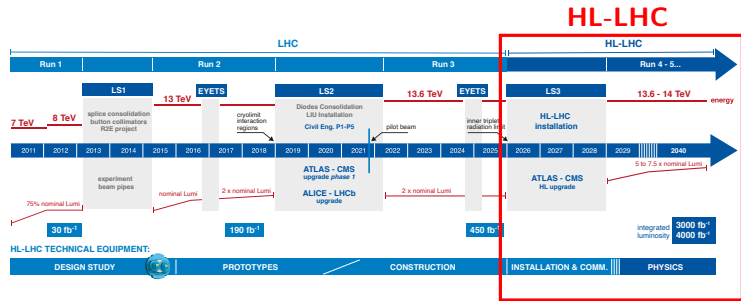 HL-LHC
LHC
HL-LHC
Run 1
Run 2
Run 3
Run 4 - 5...
LS1
EYETS
LS2
EYETS
LS3
7 TeV
8 TeV
13 TeV
13.6 TeV
13.6 - 14 TeV
energy
splice consolidation
button collimators
R2E project
cryolimit
interaction
regions
Diodes Consolidation
LIU Installation
Civil Eng. P1-P5
pilot beam
inner triplet
radiation limit
HL-LHC
installation
2011 2012 2013 2014 2015 2016 2017 2018 2019 2020 2021 2022 2023 2024 2025 2026 2027 2028 2029 2040
5 to 7.5 x nominal Lumi
experiment
beam pipes
ATLAS - CMS
upgrade phase 1
ALICE - LHCb
upgrade
ATLAS - CMS
HL upgrade
75% nominal Lumi
nominal Lumi
2 x nominal Lumi
2 x nominal Lumi
30 fb-1
190 fb-1
450 fb-1
integrated
luminosity
3000 fb-1
4000 fb-1
HL-LHC TECHNICAL EQUIPMENT:
DESIGN STUDY
PROTOTYPES
CONSTRUCTION
INSTALLATION & COMM.
PHYSICS